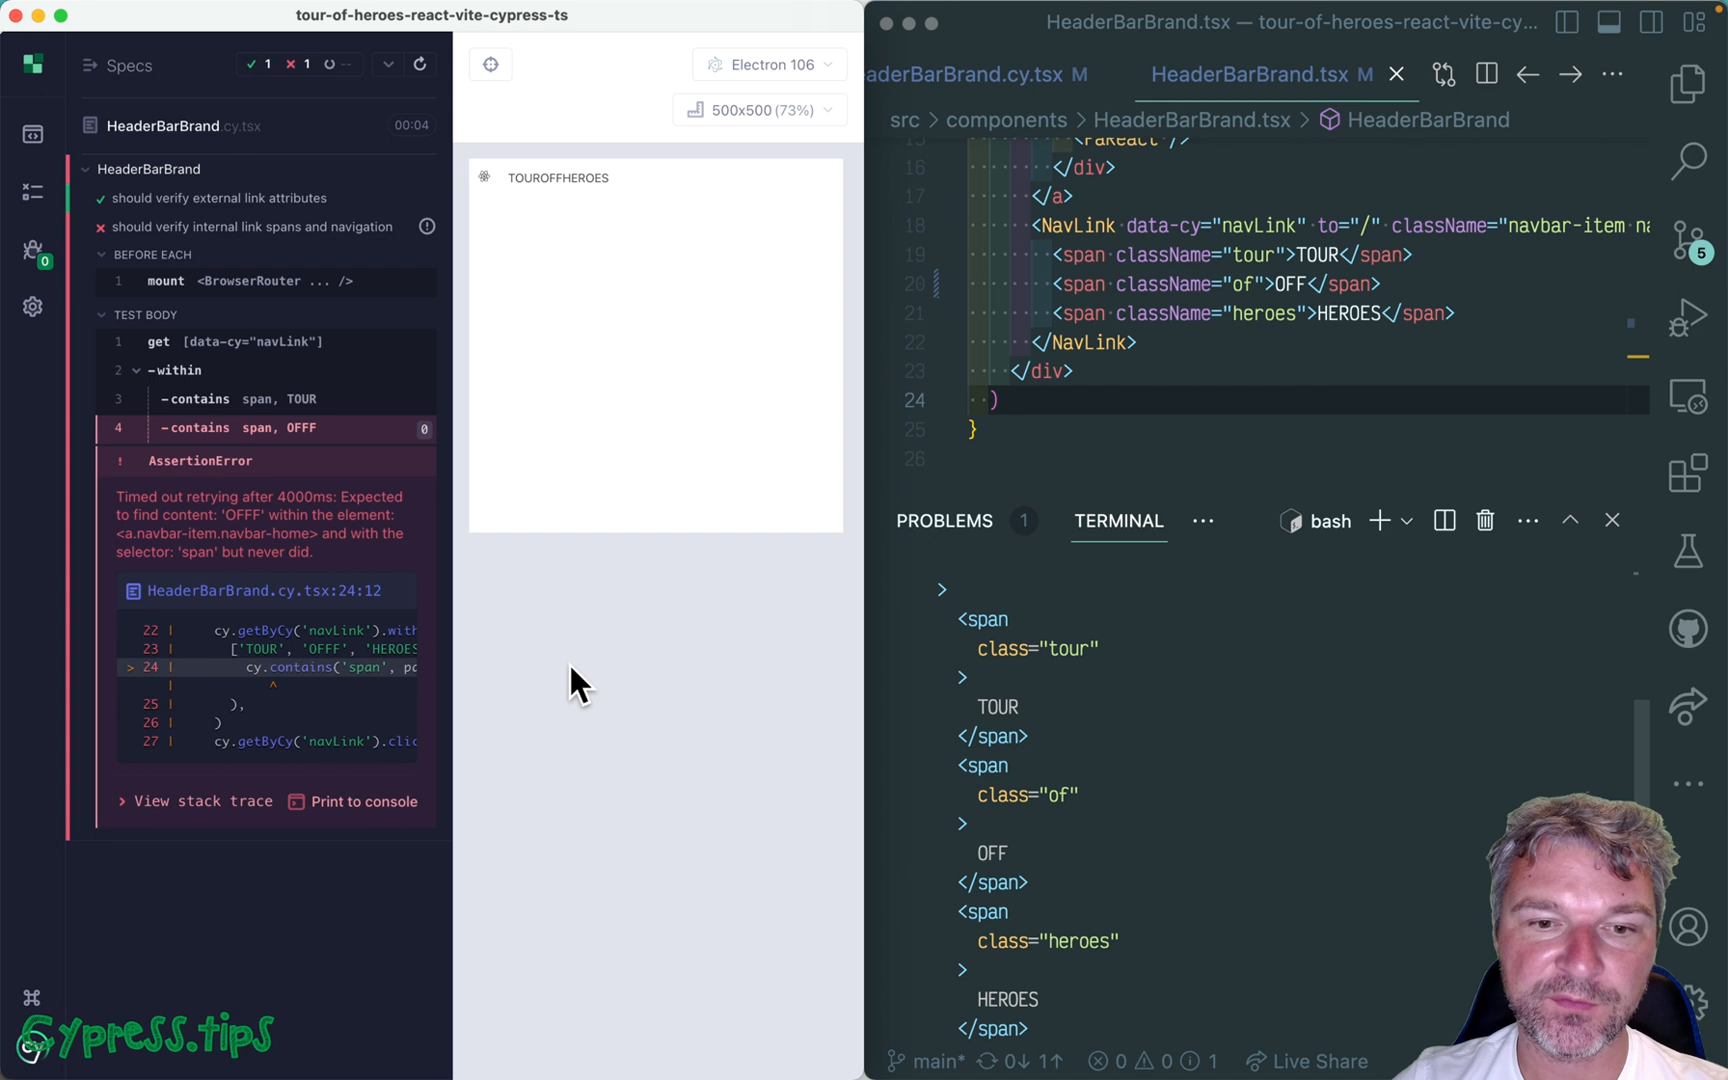 tour-of-heroes-react-vite-cypress-ts
Specs
1
1
--
HeaderBarBrand.cy.tsx
00:04
HeaderBarBrand
should verify external link attributes
should verify internal link spans and navigation
BEFORE EACH
1 mount <BrowserRouter ... />
TEST BODY
1 get [data-cy="navLink"]
2 -within
3 -contains span, TOUR
4 -contains span, OFFF 0
! AssertionError
Timed out retrying after 4000ms: Expected
to find content: 'OFFF' within the element:
<a.navbar-item.navbar-home> and with the
selector: 'span' but never did.
HeaderBarBrand.cy.tsx:24:12
22 | cy.getByCy('navLink').with
23 | ['TOUR', 'OFFF', 'HEROES
> 24 | cy.contains('span', pa
| ^
25 | ),
26 | )
27 | cy.getByCy('navLink').clic
View stack trace
Print to console
0
Cypress.tips
cy
Electron 106
500x500 (73%)
TOUROFFHEROES
HeaderBarBrand.tsx — tour-of-heroes-react-vite-cy...
aderBarBrand.cy.tsx M
HeaderBarBrand.tsx M
src > components > HeaderBarBrand.tsx > HeaderBarBrand
15 <FaReact />
16 </div>
17 </a>
18 <NavLink data-cy="navLink" to="/" className="navbar-item na
19 <span className="tour">TOUR</span>
20 <span className="of">OFF</span>
21 <span className="heroes">HEROES</span>
22 </NavLink>
23 </div>
24 )
25 }
26
PROBLEMS 1
TERMINAL
bash
>
<span
class="tour"
>
TOUR
</span>
<span
class="of"
>
OFF
</span>
<span
class="heroes"
>
HEROES
</span>
main* 0↓ 1↑ 0 0 1 Live Share
5